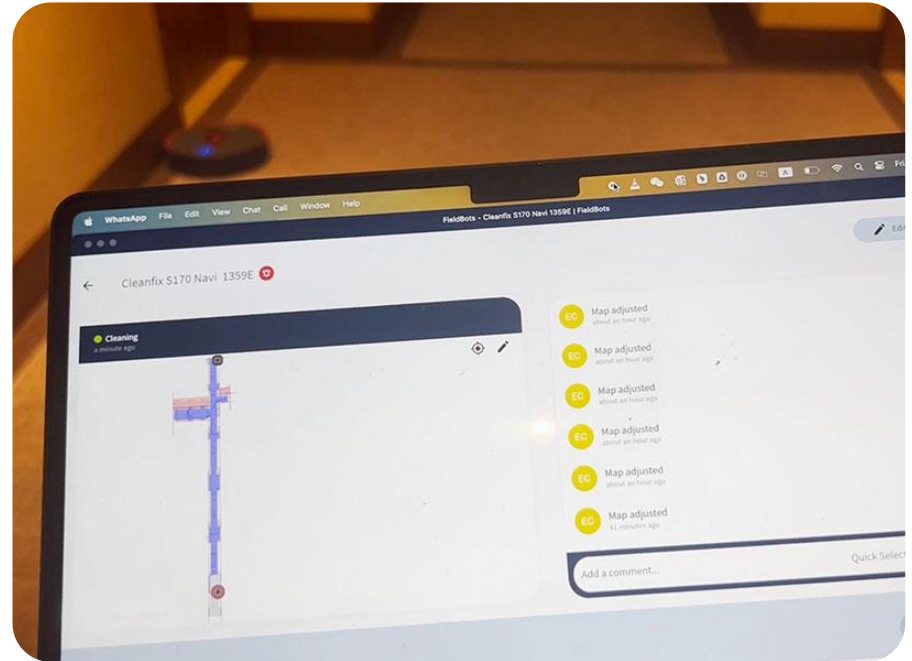 WhatsApp File Edit View Chat Call Window Help
FieldBots - Cleanfix S170 Navi 1359E | FieldBots
Cleanfix S170 Navi 1359E
Cleaning
a minute ago
EC Map adjusted
about an hour ago
EC Map adjusted
about an hour ago
EC Map adjusted
about an hour ago
EC Map adjusted
about an hour ago
EC Map adjusted
about an hour ago
EC Map adjusted
41 minutes ago
Add a comment...
Quick Select